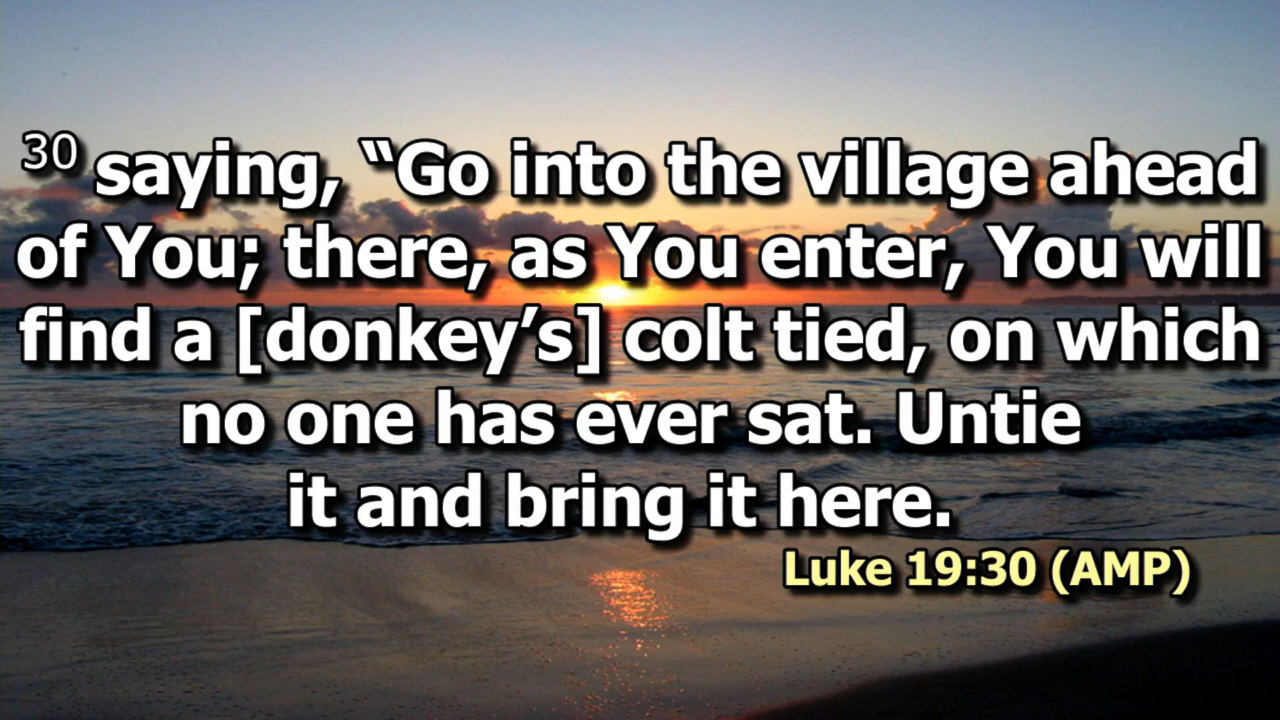 30 saying, “Go into the village ahead
of You; there, as You enter, You will
find a [donkey’s] colt tied, on which
no one has ever sat. Untie
it and bring it here.
Luke 19:30 (AMP)